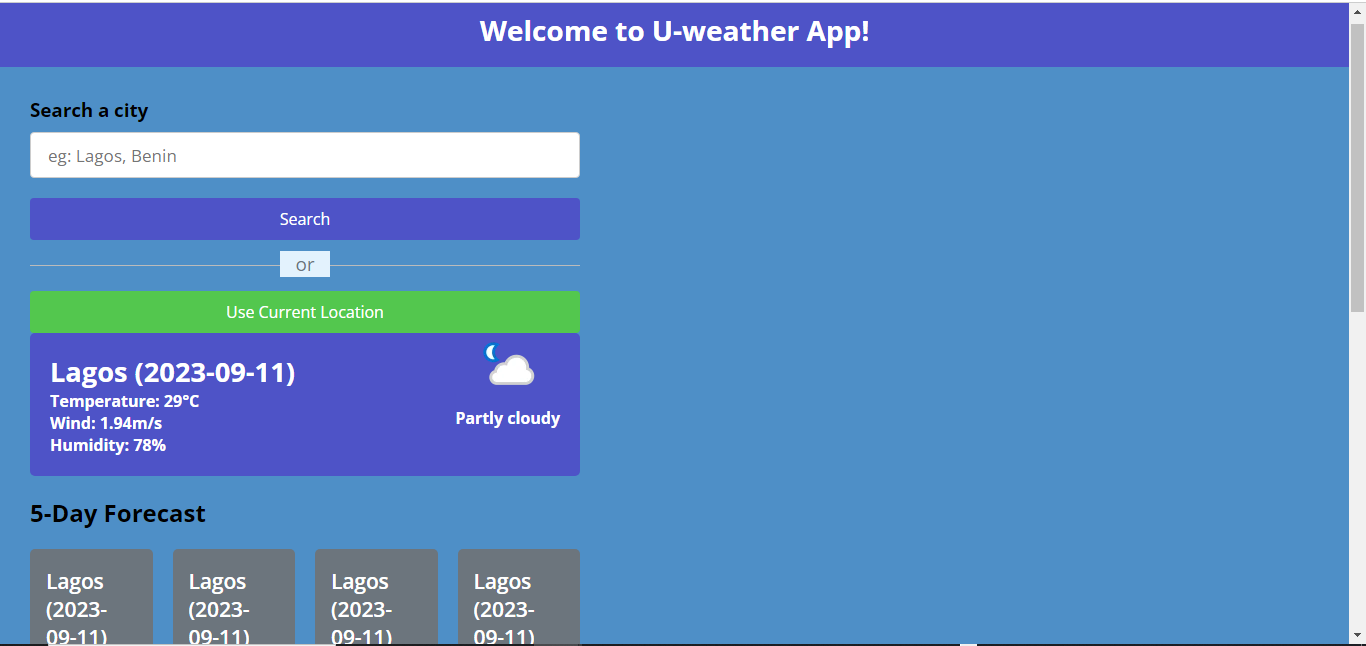 Welcome to U-weather App!
Search a city
eg: Lagos, Benin
Search
or
Use Current Location
Lagos (2023-09-11)
Temperature: 29°C
Wind: 1.94m/s
Humidity: 78%
Partly cloudy
5-Day Forecast
Lagos
(2023-
09-11)
Lagos
(2023-
09-11)
Lagos
(2023-
09-11)
Lagos
(2023-
09-11)